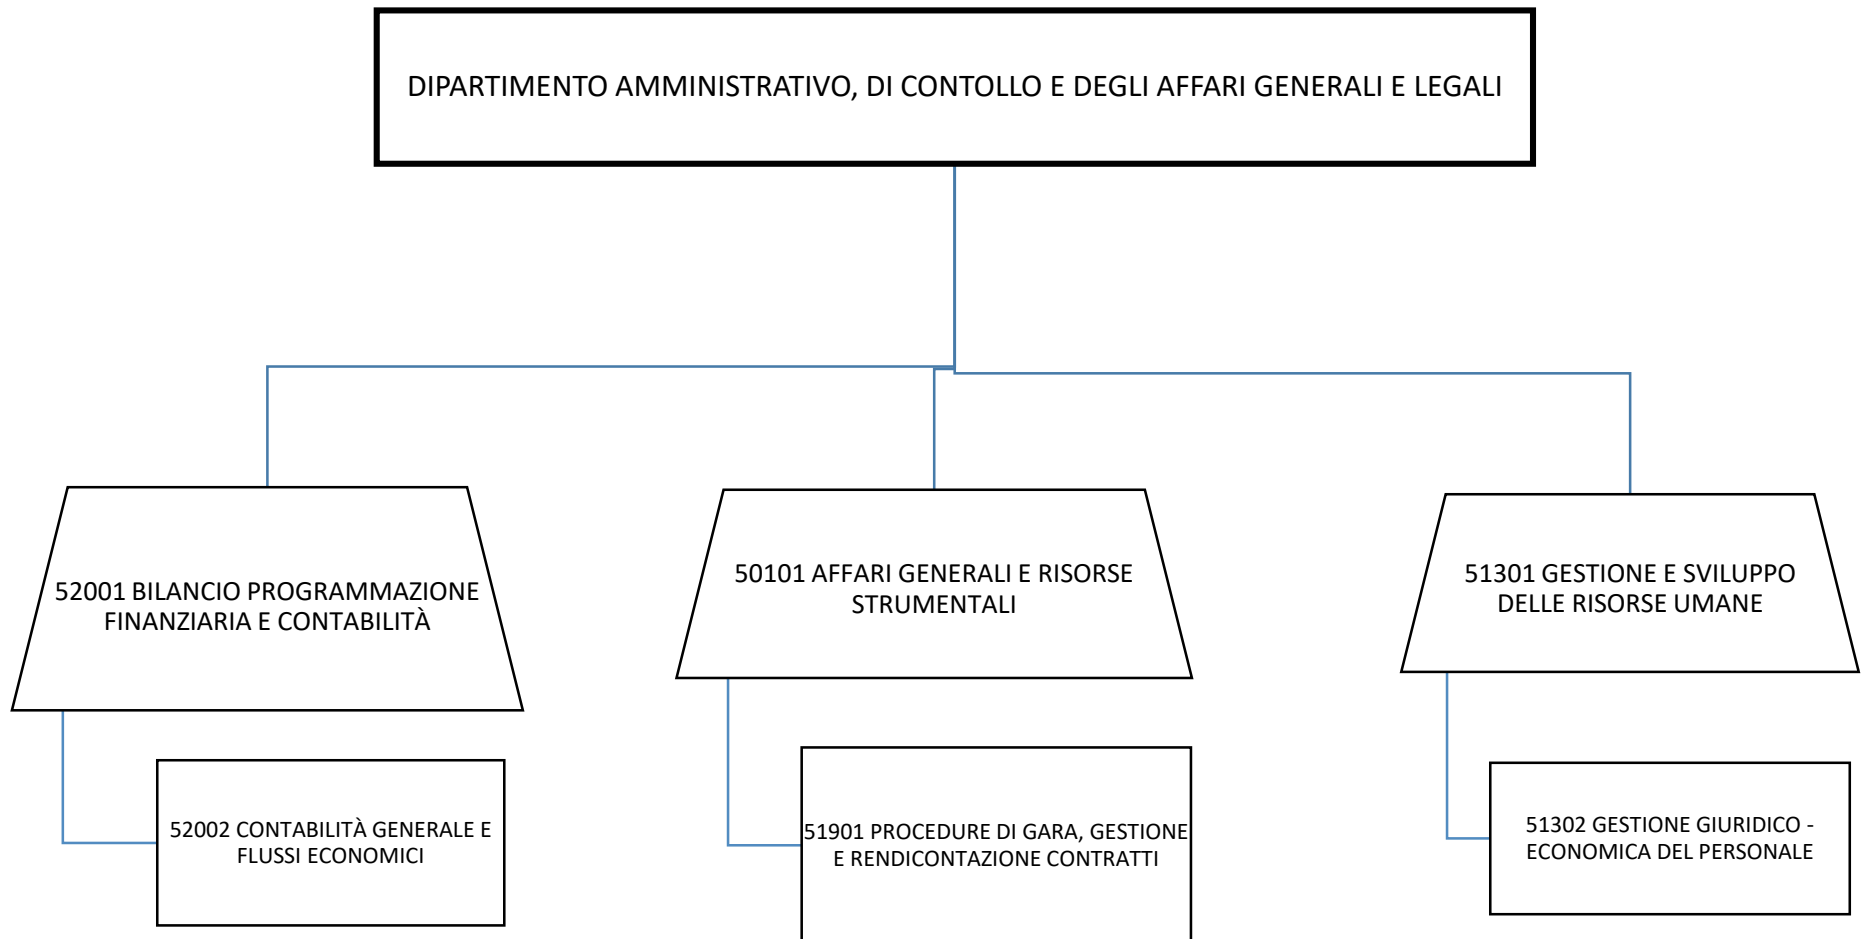 DIPARTIMENTO AMMINISTRATIVO, DI CONTOLLO E DEGLI AFFARI GENERALI E LEGALI
52001 BILANCIO PROGRAMMAZIONE
FINANZIARIA E CONTABILITÀ
50101 AFFARI GENERALI E RISORSE
STRUMENTALI
51301 GESTIONE E SVILUPPO
DELLE RISORSE UMANE
52002 CONTABILITÀ GENERALE E
FLUSSI ECONOMICI
51901 PROCEDURE DI GARA, GESTIONE
E RENDICONTAZIONE CONTRATTI
51302 GESTIONE GIURIDICO -
ECONOMICA DEL PERSONALE